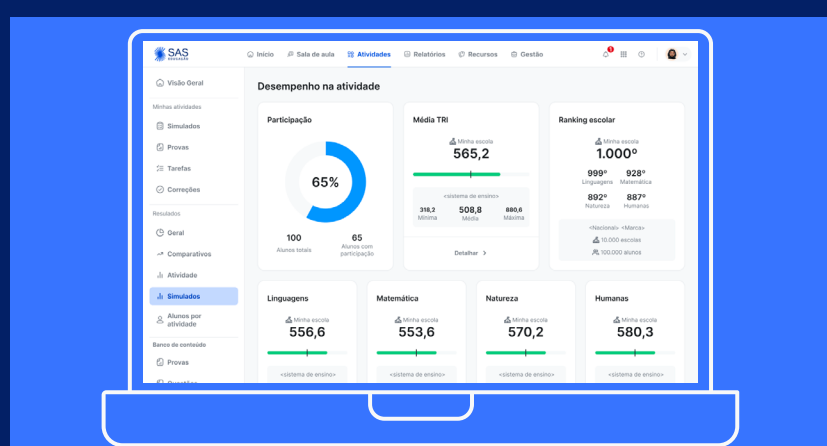 SAS
EDUCAÇÃO
Início
Sala de aula
Atividades
Relatórios
Recursos
Gestão
Visão Geral
Minhas atividades
Simulados
Provas
Tarefas
Correções
Resulados
Geral
Comparativos
Atividade
Simulados
Alunos por
atividade
Banco de conteúdo
Provas
Questões
Desempenho na atividade
Participação
65%
100
Alunos totais
65
Alunos com
participação
Média TRI
Minha escola
565,2
<sistema de ensino>
318,2
Mínima
508,8
Média
880,6
Máxima
Detalhar
Ranking escolar
Minha escola
1.000º
999º
Linguagens
928º
Matemática
892º
Natureza
887º
Humanas
<Nacional> <Marca>
10.000 escolas
100.000 alunos
Linguagens
Minha escola
556,6
<sistema de ensino>
Matemática
Minha escola
553,6
<sistema de ensino>
Natureza
Minha escola
570,2
<sistema de ensino>
Humanas
Minha escola
580,3
<sistema de ensino>